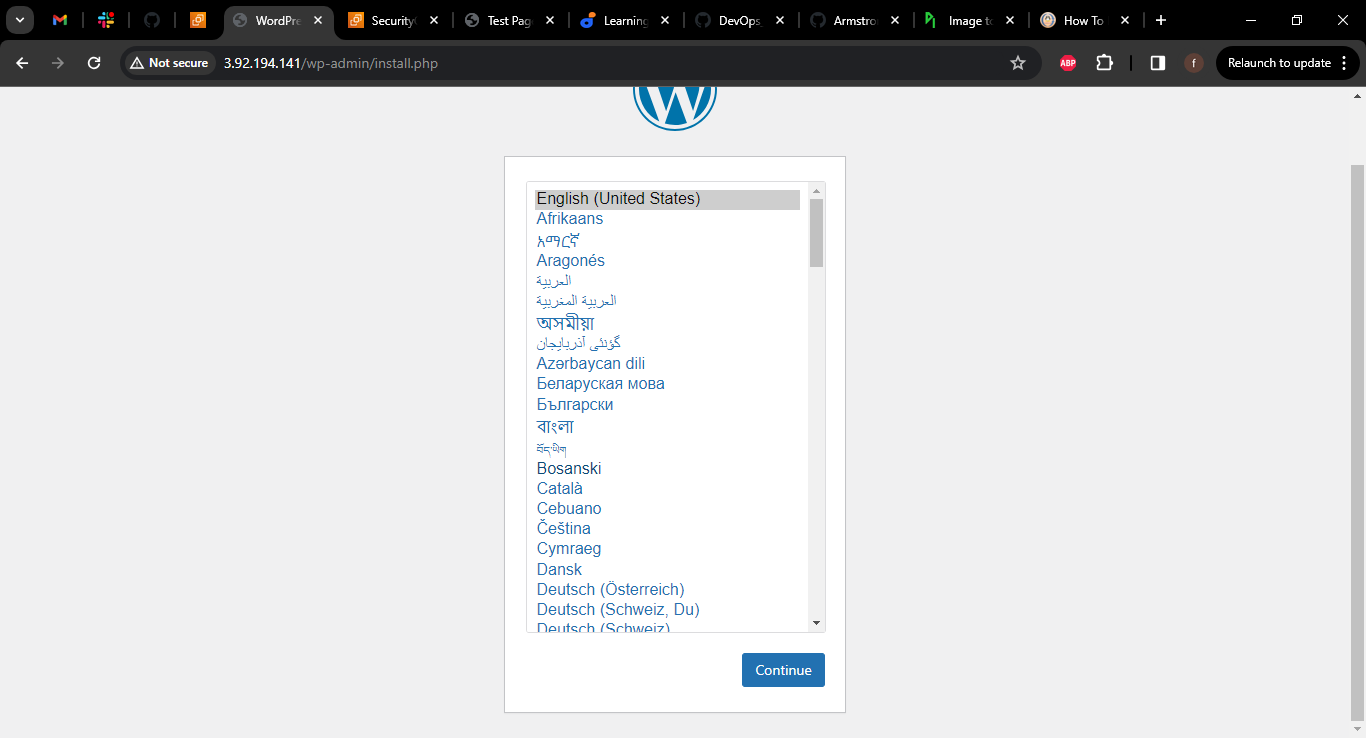 WordPre
Security
Test Pag
Learning
DevOps
Armstro
Image to
How To
Not secure
3.92.194.141/wp-admin/install.php
ABP
f
Relaunch to update
English (United States)
Afrikaans
አማርኛ
Aragonés
العربية
العربية المغربية
অসমীয়া
گؤنئی آذربایجان
Azərbaycan dili
Беларуская мова
Български
বাংলা
བོད་ཡིག
Bosanski
Català
Cebuano
Čeština
Cymraeg
Dansk
Deutsch (Österreich)
Deutsch (Schweiz, Du)
Deutsch (Schweiz)
Continue